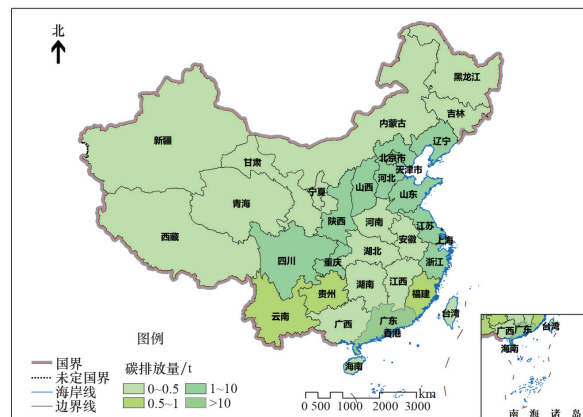 北
黑龙江
吉林
内蒙古
辽宁
新疆
甘肃
北京市
天津市
河北
宁夏
山西
山东
青海
陕西
河南
江苏
西藏
安徽
上海
四川
重庆
湖北
浙江
湖南
江西
贵州
福建
云南
台湾
广西
广东
香港
海南
图例
国界
未定国界
海岸线
边界线
碳排放量/t
0~0.5
0.5~1
1~10
>10
km
0 500 1000 2000 3000
广西
广东
台湾
海南
南 海 诸 岛